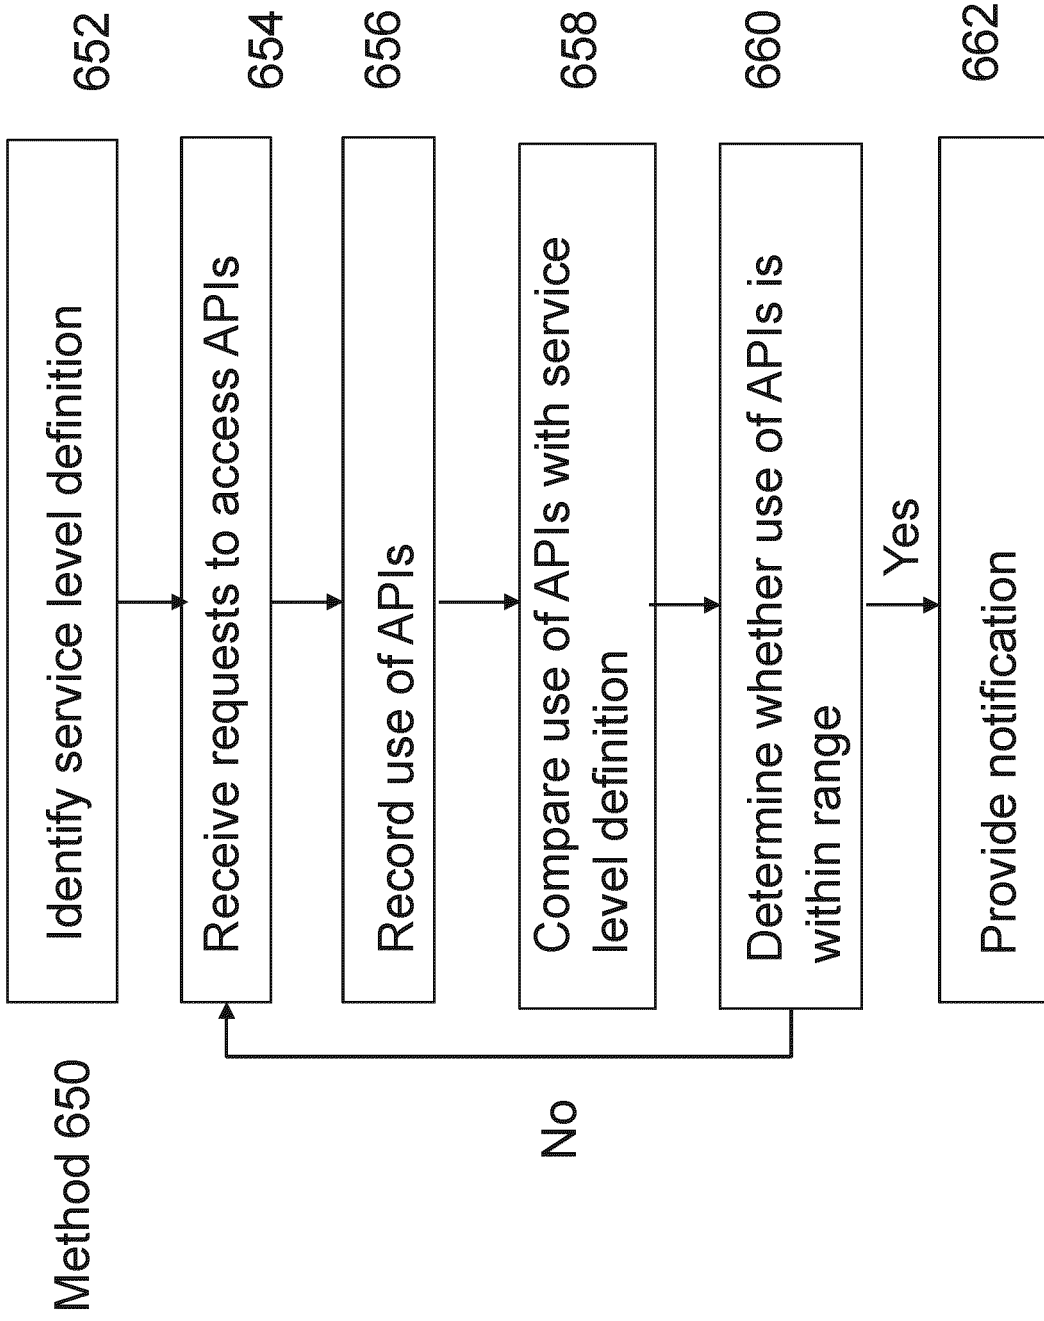 Method 650
Identify service level definition
652
Receive requests to access APIs
654
Record use of APIs
656
Compare use of APIs with service
level definition
658
No
Determine whether use of APIs is
within range
660
Yes
Provide notification
662